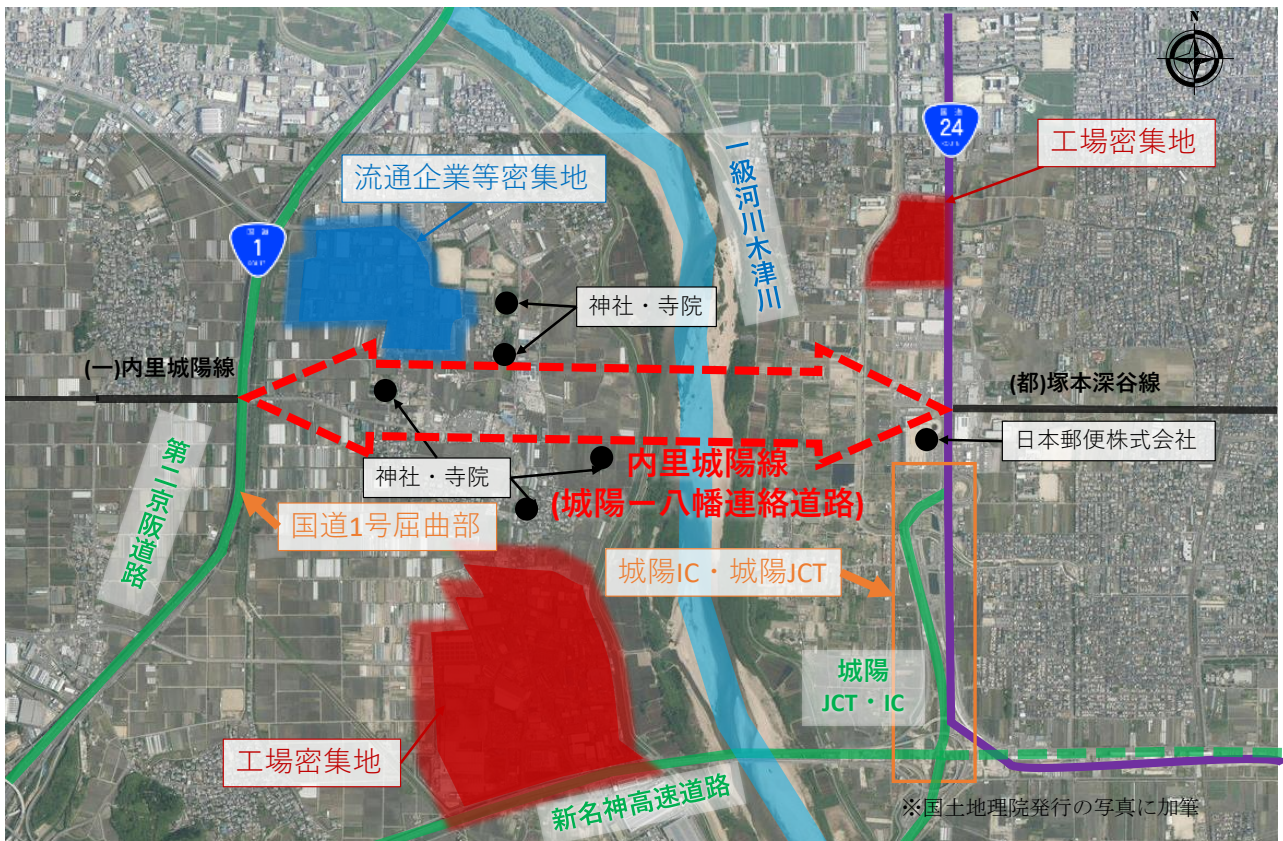 N
国道
24
KOKUDO
工場密集地
一級河川木津川
流通企業等密集地
国道
1
KOKUDO
神社・寺院
(一)内里城陽線
(都)塚本深谷線
日本郵便株式会社
第二京阪道路
神社・寺院
内里城陽線
(城陽ー八幡連絡道路)
国道1号屈曲部
城陽IC・城陽JCT
城陽
JCT・IC
工場密集地
新名神高速道路
※国土地理院発行の写真に加筆